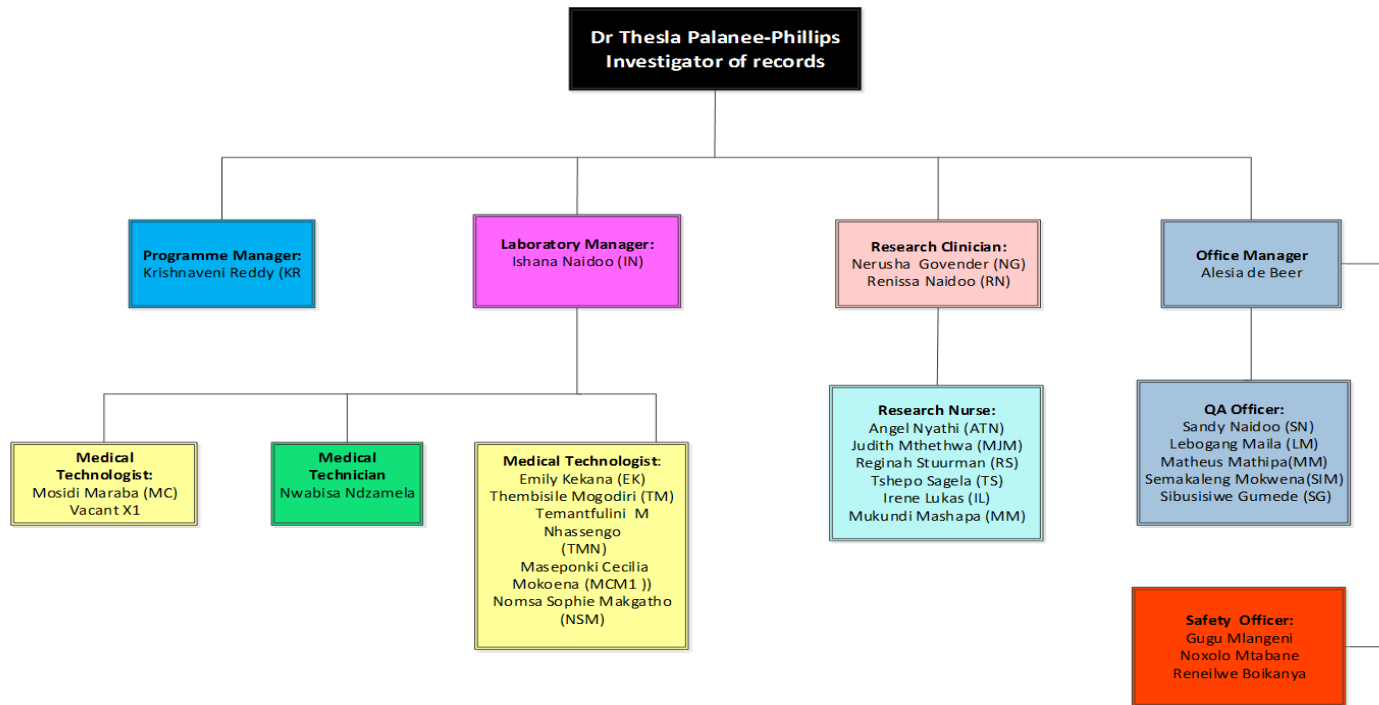 Dr Thesla Palanee-Phillips
Investigator of records
Programme Manager:
Krishnaveni Reddy (KR
Laboratory Manager:
Ishana Naidoo (IN)
Research Clinician:
Nerusha Govender (NG)
Renissa Naidoo (RN)
Office Manager
Alesia de Beer
Medical
Technologist:
Mosidi Maraba (MC)
Vacant X1
Medical
Technician
Nwabisa Ndzamela
Medical Technologist:
Emily Kekana (EK)
Thembisile Mogodiri (TM)
Temantfulini M
Nhassengo
(TMN)
Maseponki Cecilia
Mokoena (MCM1 ))
Nomsa Sophie Makgatho
(NSM)
Research Nurse:
Angel Nyathi (ATN)
Judith Mthethwa (MJM)
Reginah Stuurman (RS)
Tshepo Sagela (TS)
Irene Lukas (IL)
Mukundi Mashapa (MM)
QA Officer:
Sandy Naidoo (SN)
Lebogang Maila (LM)
Matheus Mathipa(MM)
Semakaleng Mokwena(SIM)
Sibusisiwe Gumede (SG)
Safety Officer:
Gugu Mlangeni
Noxolo Mtabane
Reneilwe Boikanya